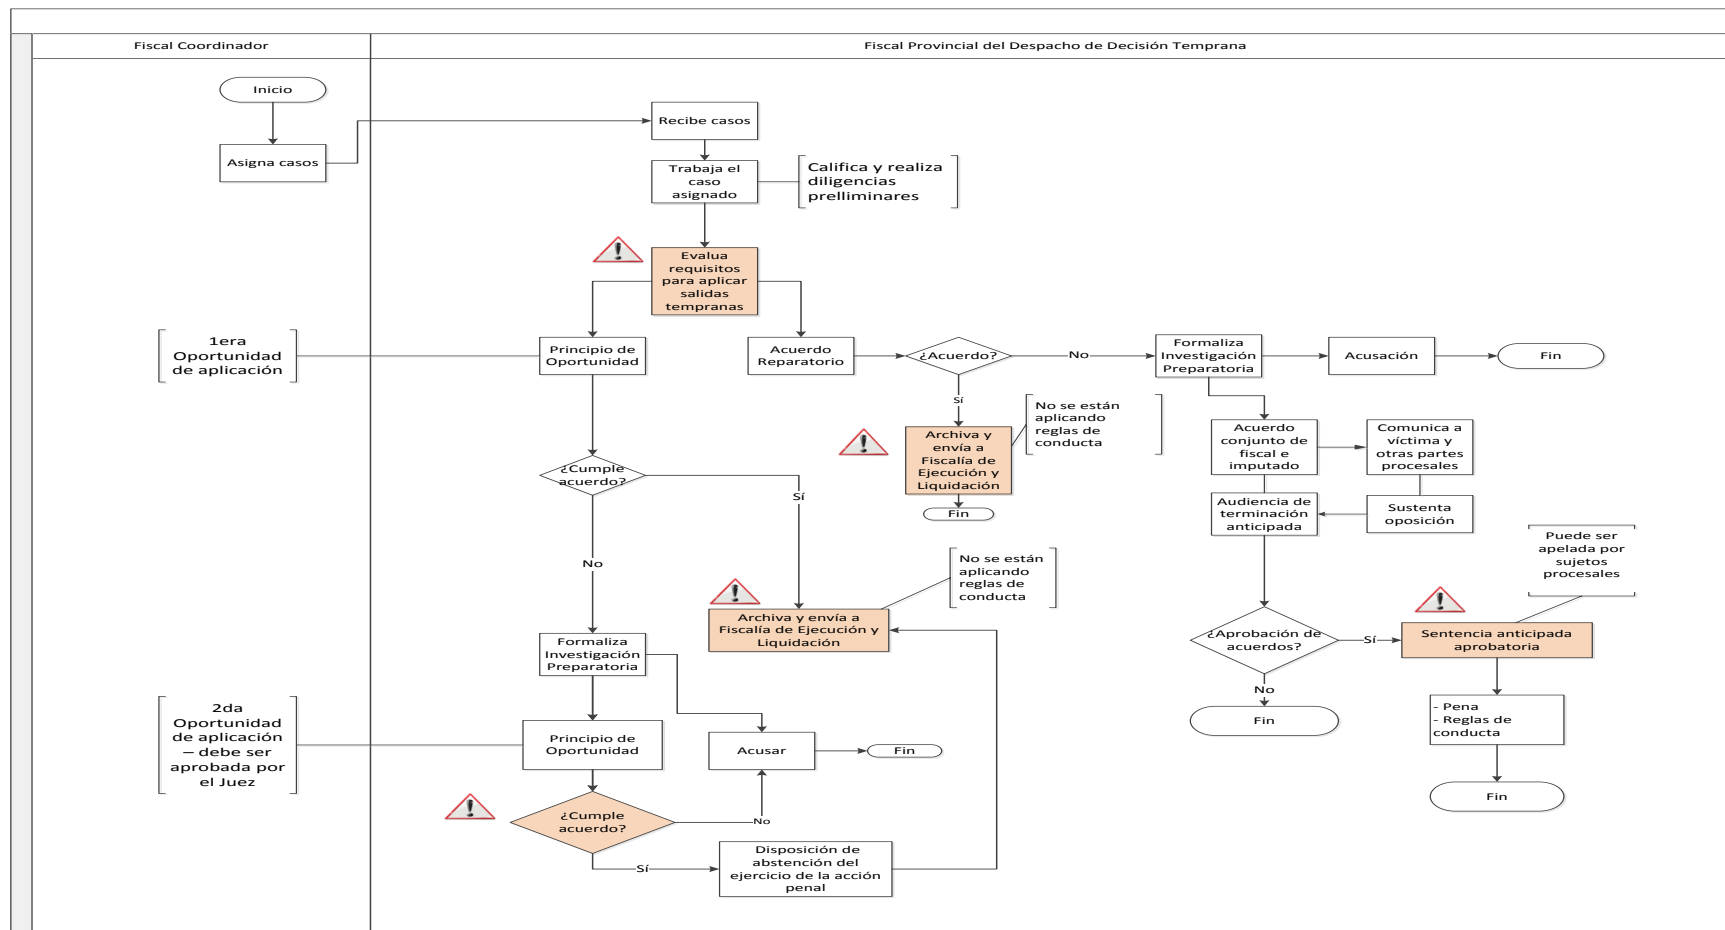 Fiscal Coordinador
Fiscal Provincial del Despacho de Decisión Temprana
Inicio
Asigna casos
Recibe casos
Trabaja el
caso
asignado
Califica y realiza
diligencias
prelliminares
Evalua
requisitos
para aplicar
salidas
tempranas
1era
Oportunidad
de aplicación
Principio de
Oportunidad
Acuerdo
Reparatorio
¿Acuerdo?
No
Formaliza
Investigación
Preparatoria
Acusación
Fin
Sí
No se están
aplicando
reglas de
conducta
Archiva y
envía a
Fiscalía de
Ejecución y
Liquidación
Fin
Acuerdo
conjunto de
fiscal e
imputado
Comunica a
víctima y
otras partes
procesales
Audiencia de
terminación
anticipada
Sustenta
oposición
¿Cumple
acuerdo?
Sí
No
No se están
aplicando
reglas de
conducta
Archiva y envía a
Fiscalía de Ejecución y
Liquidación
Puede ser
apelada por
sujetos
procesales
¿Aprobación de
acuerdos?
Sí
Sentencia anticipada
aprobatoria
No
Fin
- Pena
- Reglas de
conducta
Fin
Formaliza
Investigación
Preparatoria
2da
Oportunidad
de aplicación
– debe ser
aprobada por
el Juez
Principio de
Oportunidad
Acusar
Fin
¿Cumple
acuerdo?
No
Sí
Disposición de
abstención del
ejercicio de la acción
penal